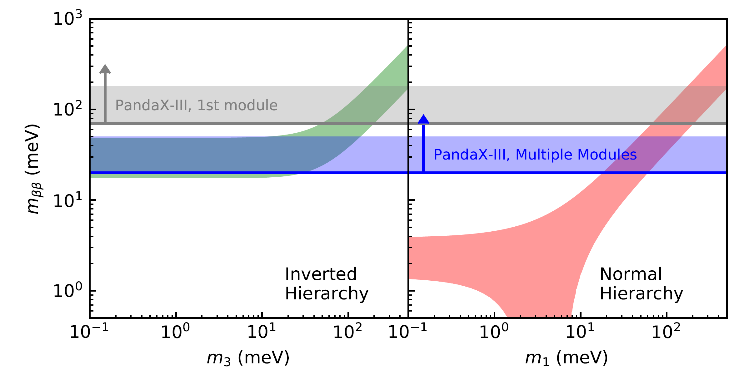 10³
10²
10¹
10⁰
m_ββ (meV)
PandaX-III, 1st module
PandaX-III, Multiple Modules
Inverted
Hierarchy
Normal
Hierarchy
10⁻¹ 10⁰ 10¹ 10² 10⁻¹ 10⁰ 10¹ 10²
m₃ (meV)
m₁ (meV)